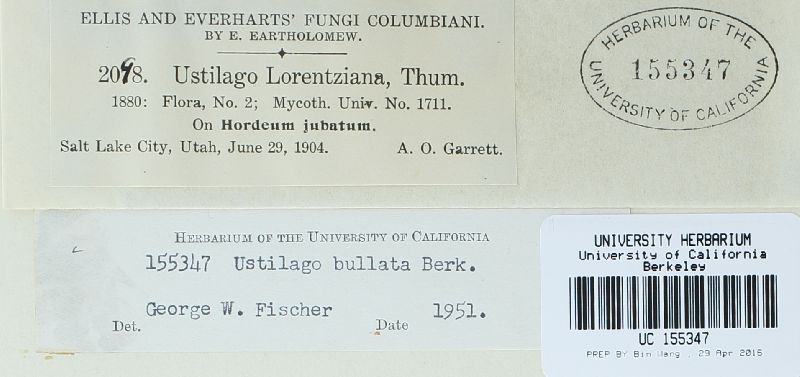 ELLIS AND EVERHARTS' FUNGI COLUMBIANI.
BY E. EARTHOLOMEW.
2098. Ustilago Lorentziana, Thum.
1880: Flora, No. 2; Mycoth. Univ. No. 1711.
On Hordeum jubatum.
Salt Lake City, Utah, June 29, 1904. A. O. Garrett.
HERBARIUM OF THE
155347
UNIVERSITY OF CALIFORNIA
HERBARIUM OF THE UNIVERSITY OF CALIFORNIA
155347 Ustilago bullata Berk.
George W. Fischer 1951.
Det. Date
UNIVERSITY HERBARIUM
University of California
Berkeley
UC 155347
PREP BY Bin Wang , 29 Apr 2016